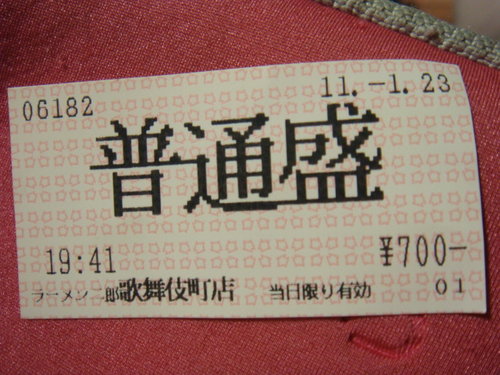 06182 11.-1.23
普通盛
19:41 ¥700-
ラーメン二郎歌舞伎町店 当日限り有効 01